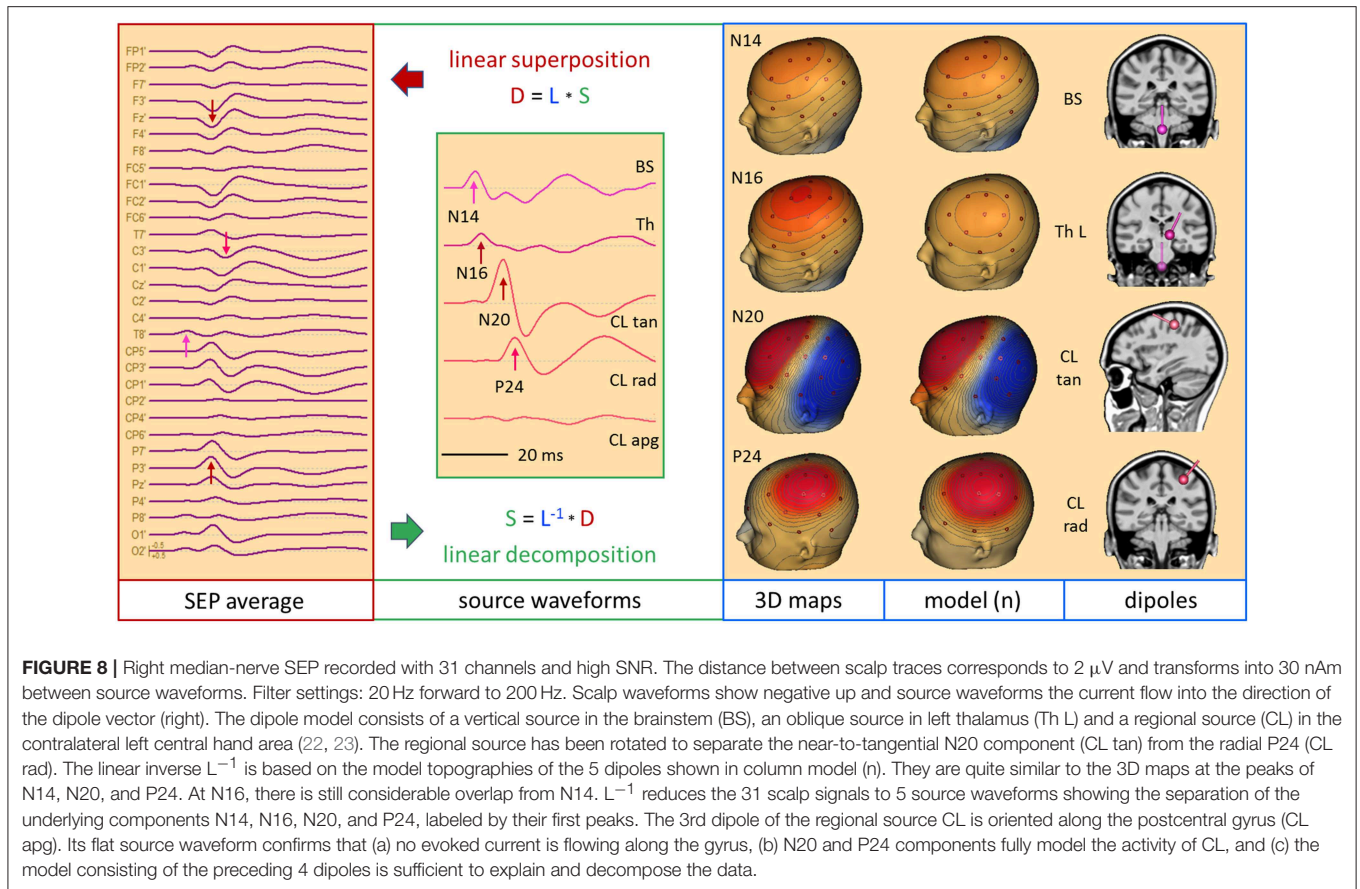 FP1'
FP2'
F7'
F3'
Fz'
F4'
F8'
FC5'
FC1'
FC2'
FC6'
T7'
C3'
C1'
Cz'
C2'
C4'
T8'
CP5'
CP3'
CP1'
CP2'
CP4'
CP6'
P7'
P3'
Pz'
P4'
P8'
O1'
O2'
-0.5
+0.5
SEP average
linear superposition
D = L * S
BS
N14
Th
N16
N20
CL tan
P24
CL rad
CL apg
20 ms
S = L⁻¹ * D
linear decomposition
source waveforms
N14
BS
N16
Th L
N20
CL
tan
P24
CL
rad
3D maps
model (n)
dipoles
FIGURE 8 | Right median-nerve SEP recorded with 31 channels and high SNR. The distance between scalp traces corresponds to 2 μV and transforms into 30 nAm
between source waveforms. Filter settings: 20 Hz forward to 200 Hz. Scalp waveforms show negative up and source waveforms the current flow into the direction of
the dipole vector (right). The dipole model consists of a vertical source in the brainstem (BS), an oblique source in left thalamus (Th L) and a regional source (CL) in the
contralateral left central hand area (22, 23). The regional source has been rotated to separate the near-to-tangential N20 component (CL tan) from the radial P24 (CL
rad). The linear inverse L⁻¹ is based on the model topographies of the 5 dipoles shown in column model (n). They are quite similar to the 3D maps at the peaks of
N14, N20, and P24. At N16, there is still considerable overlap from N14. L⁻¹ reduces the 31 scalp signals to 5 source waveforms showing the separation of the
underlying components N14, N16, N20, and P24, labeled by their first peaks. The 3rd dipole of the regional source CL is oriented along the postcentral gyrus (CL
apg). Its flat source waveform confirms that (a) no evoked current is flowing along the gyrus, (b) N20 and P24 components fully model the activity of CL, and (c) the
model consisting of the preceding 4 dipoles is sufficient to explain and decompose the data.